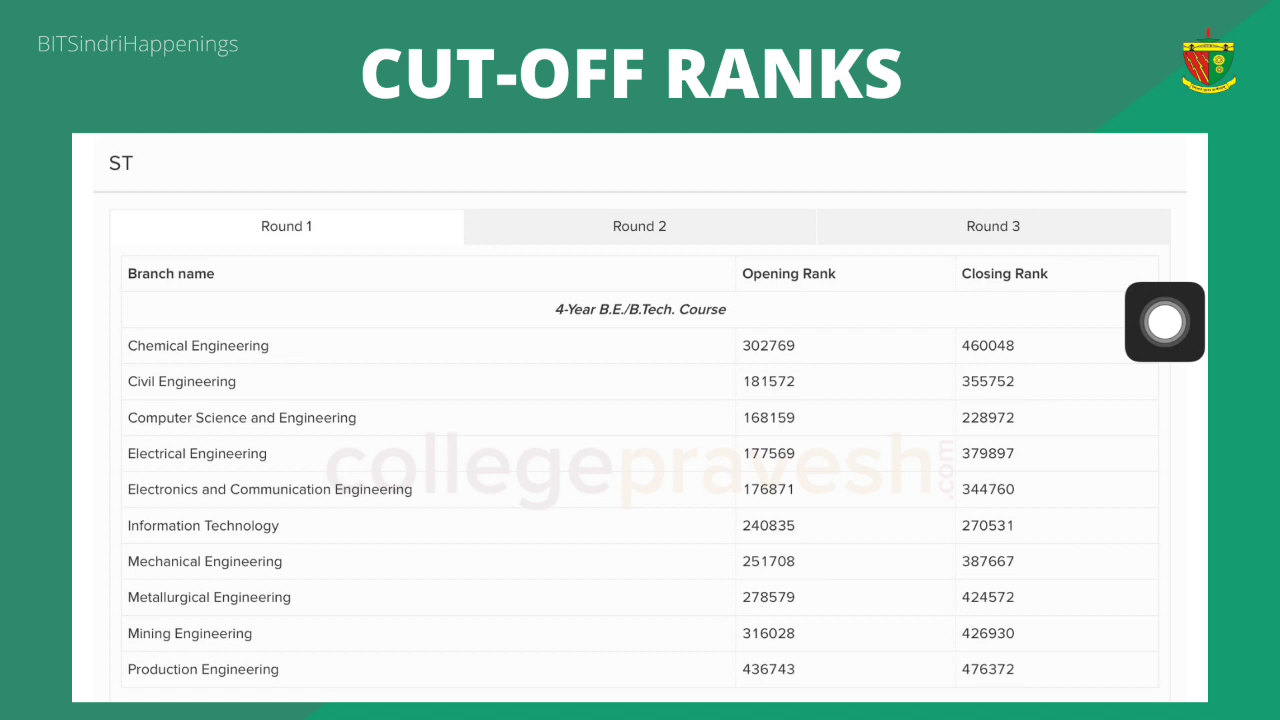 BITSindriHappenings
CUT-OFF RANKS
ST
Round 1 Round 2 Round 3
Branch name Opening Rank Closing Rank
4-Year B.E./B.Tech. Course
Chemical Engineering 302769 460048
Civil Engineering 181572 355752
Computer Science and Engineering 168159 228972
Electrical Engineering 177569 379897
collegepravesh.com
Electronics and Communication Engineering 176871 344760
Information Technology 240835 270531
Mechanical Engineering 251708 387667
Metallurgical Engineering 278579 424572
Mining Engineering 316028 426930
Production Engineering 436743 476372